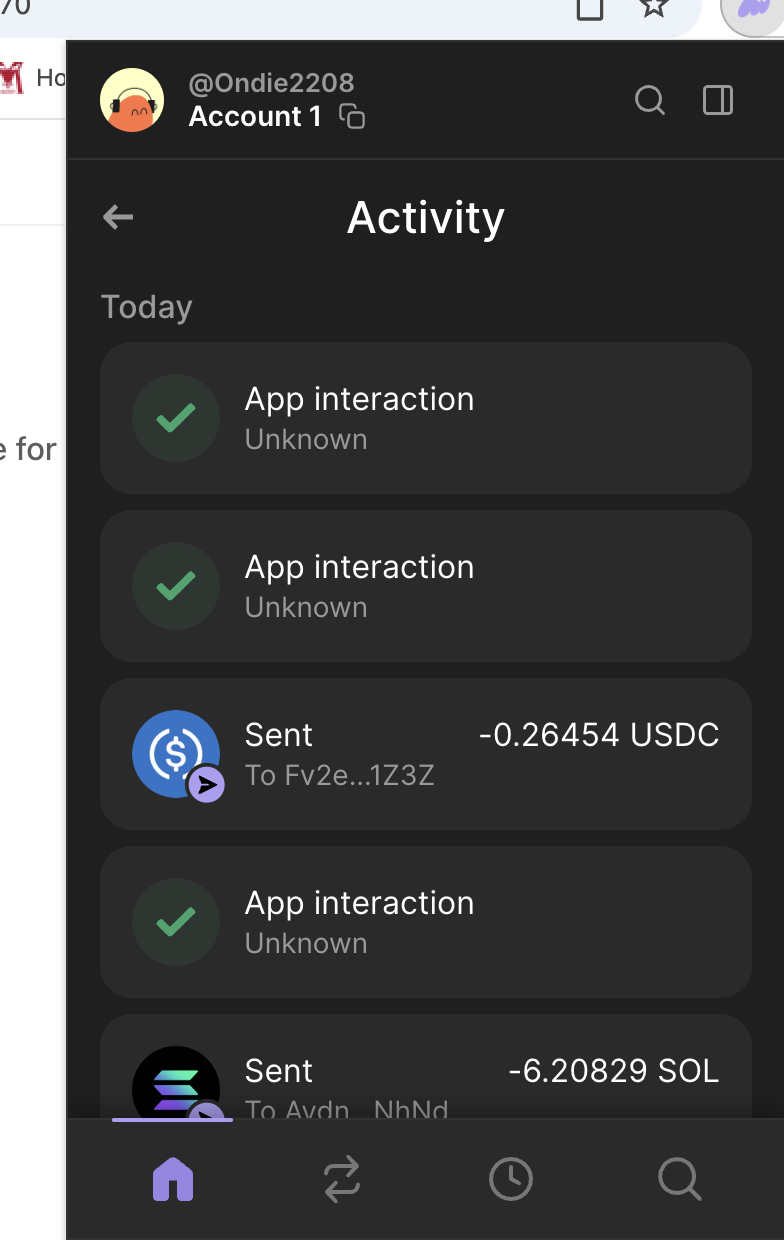 70
Ho
@Ondie2208
Account 1
Activity
Today
App interaction
Unknown
e for
App interaction
Unknown
Sent -0.26454 USDC
To Fv2e...1Z3Z
App interaction
Unknown
Sent -6.20829 SOL
To Avdn...NhNd